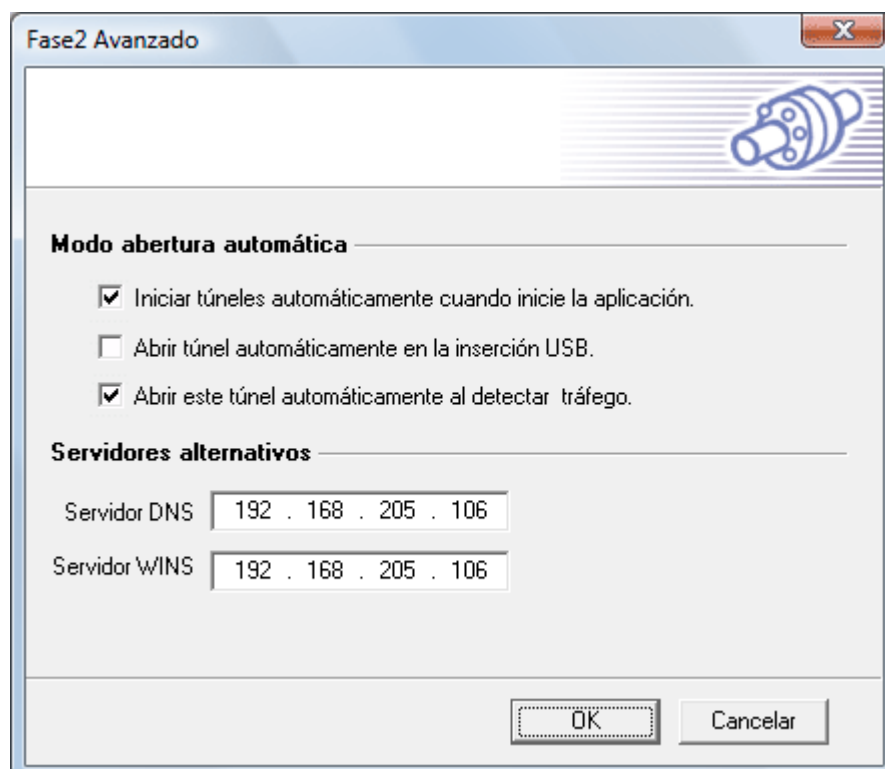 Fase2 Avanzado
Modo abertura automática
Iniciar túneles automáticamente cuando inicie la aplicación.
Abrir túnel automáticamente en la inserción USB.
Abrir este túnel automáticamente al detectar tráfego.
Servidores alternativos
Servidor DNS 192 . 168 . 205 . 106
Servidor WINS 192 . 168 . 205 . 106
OK Cancelar